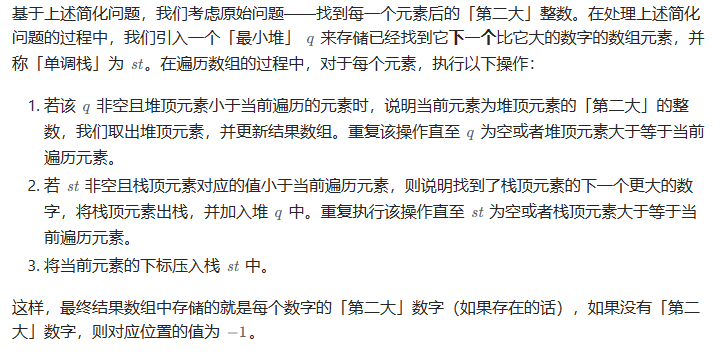 基于上述简化问题，我们考虑原始问题——找到每一个元素后的「第二大」整数。在处理上述简化
问题的过程中，我们引入一个「最小堆」 q 来存储已经找到它下一个比它大的数字的数组元素，并
称「单调栈」为 st。在遍历数组的过程中，对于每个元素，执行以下操作：
1. 若该 q 非空且堆顶元素小于当前遍历的元素时，说明当前元素为堆顶元素的「第二大」的整
数，我们取出堆顶元素，并更新结果数组。重复该操作直至 q 为空或者堆顶元素大于等于当前
遍历元素。
2. 若 st 非空且栈顶元素对应的值小于当前遍历元素，则说明找到了栈顶元素的下一个更大的数
字，将栈顶元素出栈，并加入堆 q 中。重复执行该操作直至 st 为空或者栈顶元素大于等于当
前遍历元素。
3. 将当前元素的下标压入栈 st 中。
这样，最终结果数组中存储的就是每个数字的「第二大」数字（如果存在的话），如果没有「第二
大」数字，则对应位置的值为 −1。